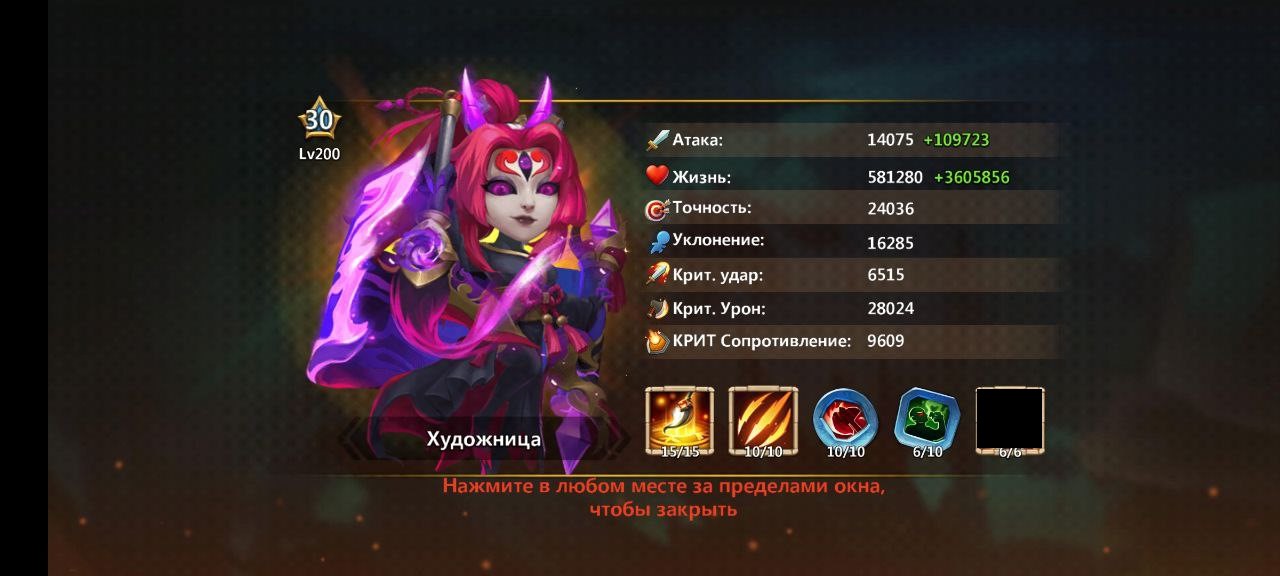 30
Lv200
Атака: 14075 +109723
Жизнь: 581280 +3605856
Точность: 24036
Уклонение: 16285
Крит. удар: 6515
Крит. Урон: 28024
КРИТ Сопротивление: 9609
Художница
15/15 10/10 10/10 6/10 6/6
Нажмите в любом месте за пределами окна,
чтобы закрыть